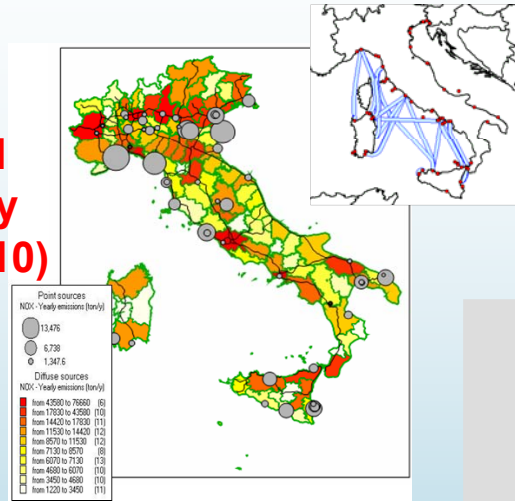 y
10)
Point sources
NOX - Yearly emissions (ton/y)
13,476
6,738
1,347.6
Diffuse sources
NOX - Yearly emissions (ton/y)
from 43580 to 76660 (6)
from 17830 to 43580 (10)
from 14420 to 17830 (11)
from 11530 to 14420 (12)
from 8570 to 11530 (12)
from 7130 to 8570 (8)
from 6070 to 7130 (13)
from 4680 to 6070 (10)
from 3450 to 4680 (10)
from 1220 to 3450 (11)